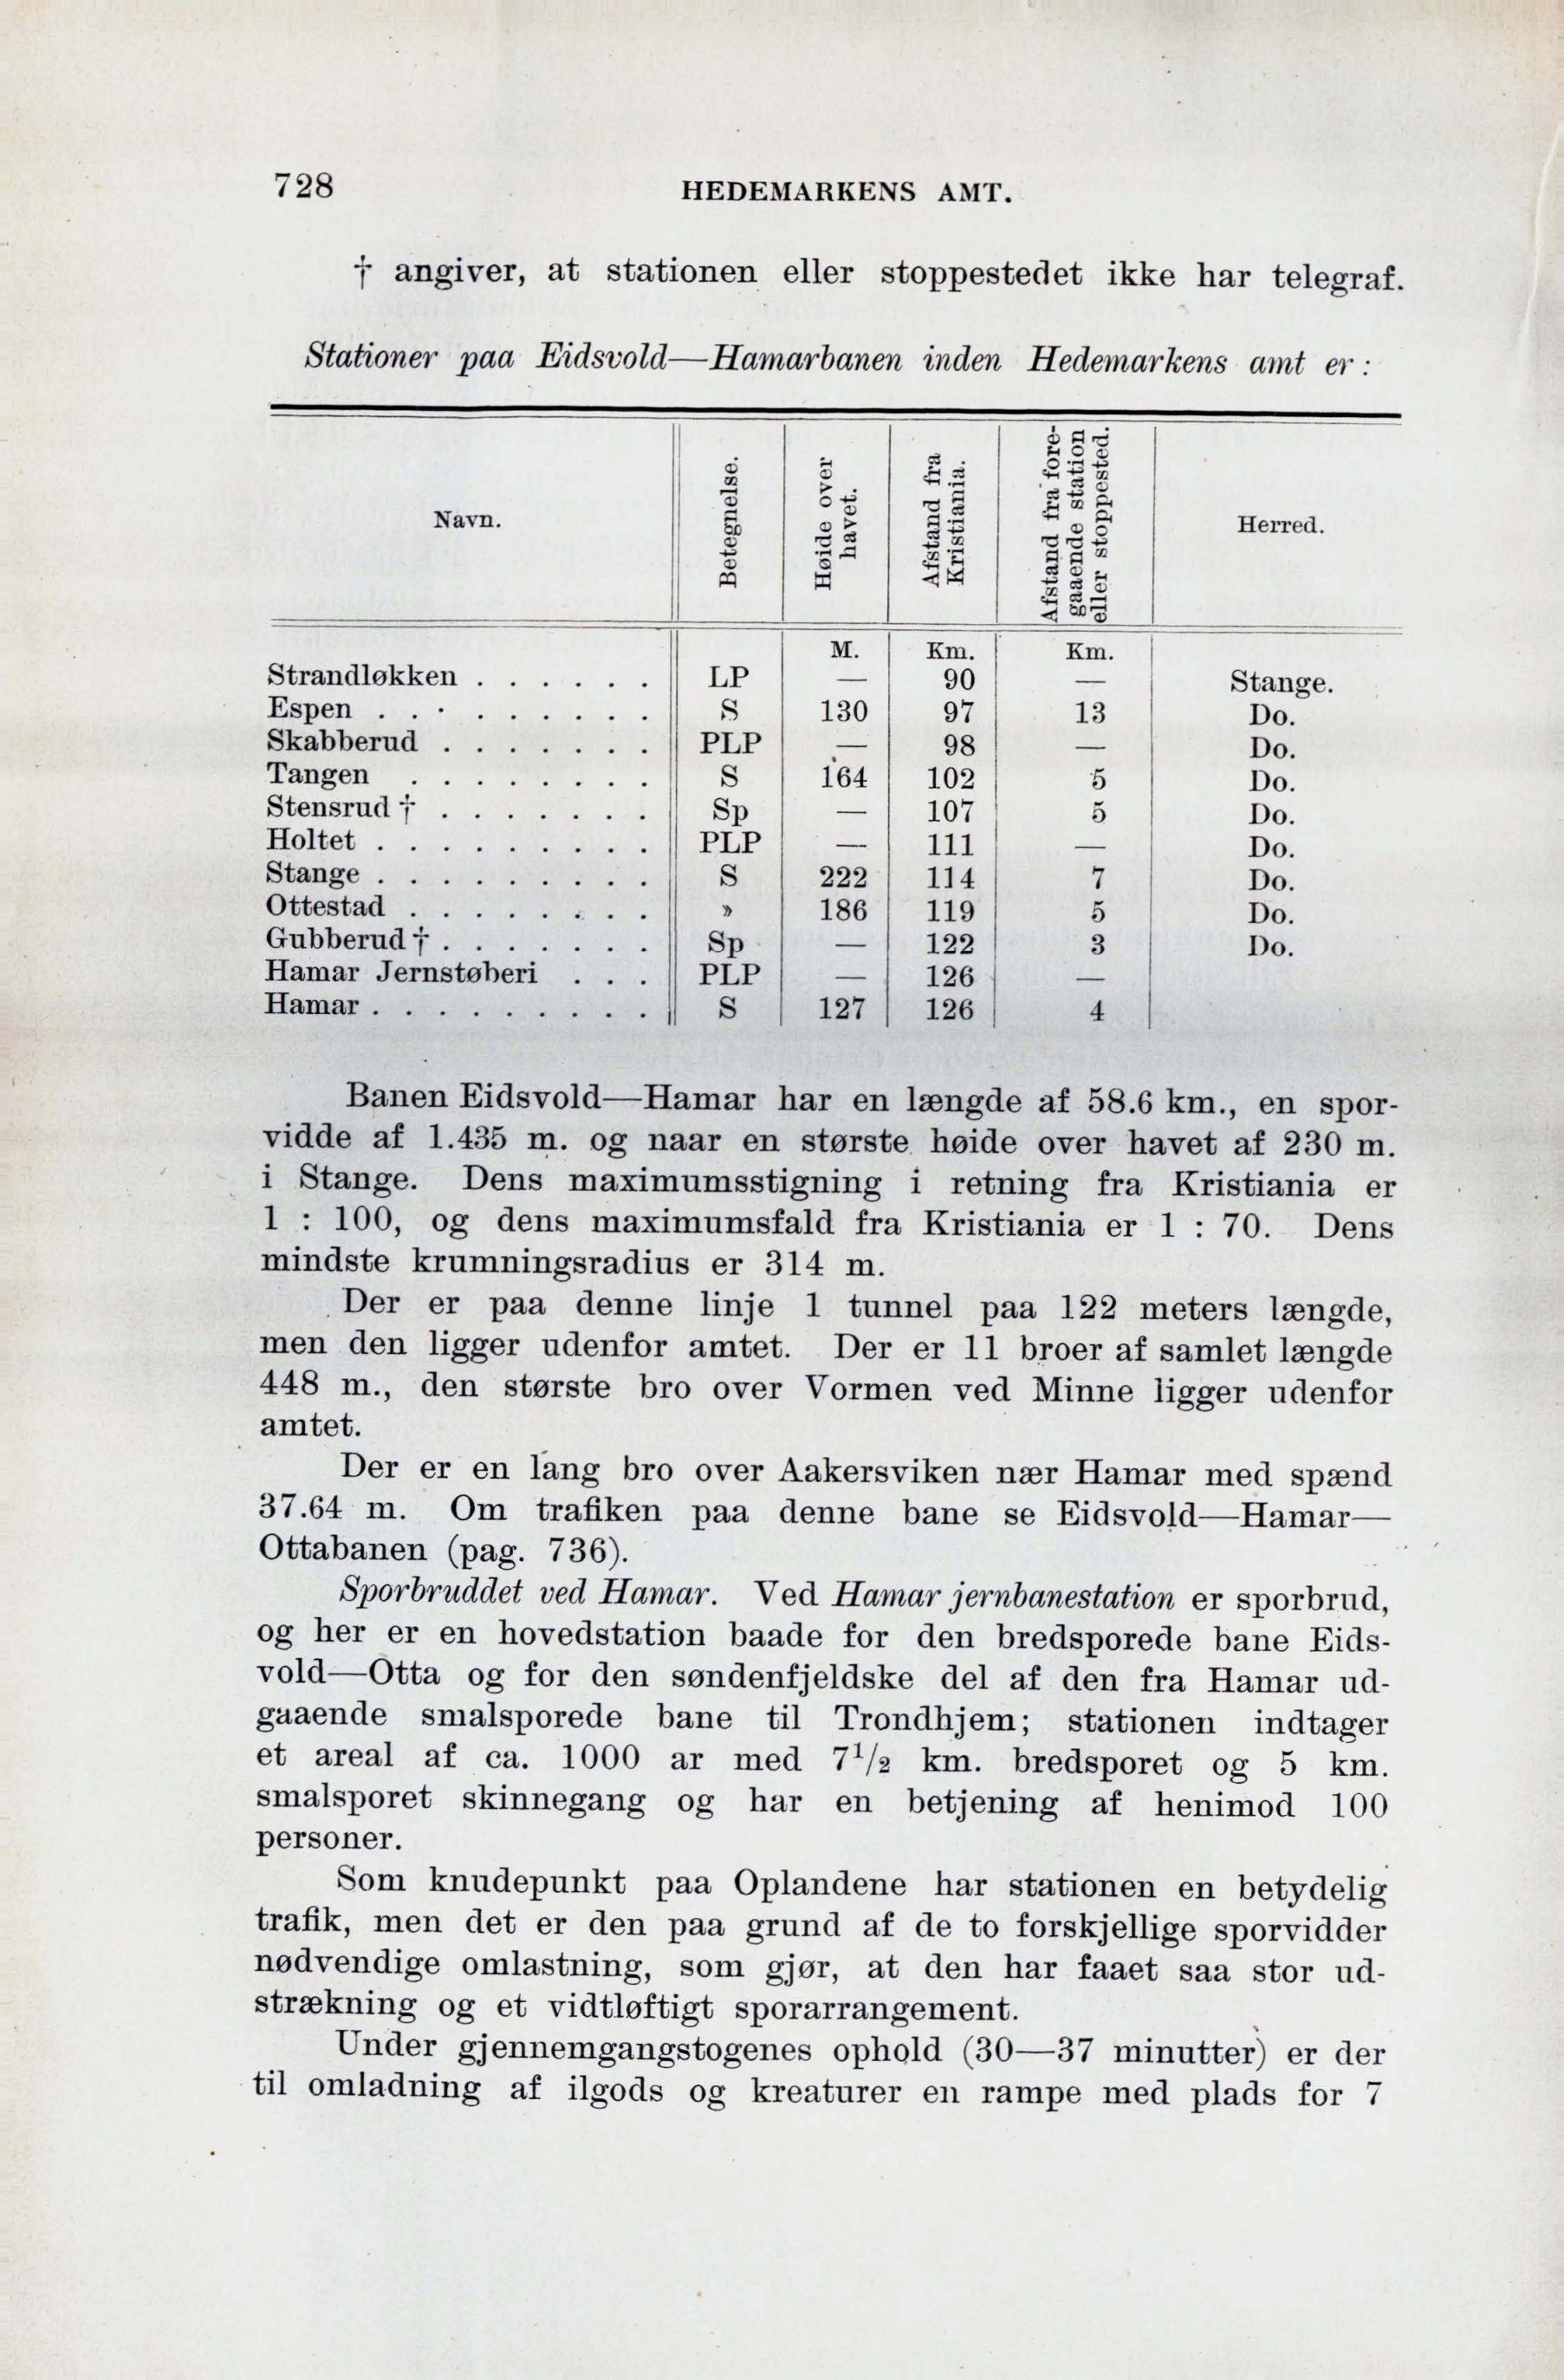 728 HEDEMARKENS AMT.
† angiver, at stationen eller stoppestedet ikke har telegraf.
Stationer paa Eidsvold—Hamarbanen inden Hedemarkens amt er:
Navn. Betegnelse. Høide over havet. Afstand fra Kristiania. Afstand fra foregaaende station eller stoppested. Herred.
M. Km. Km.
Strandløkken . . . . . . LP — 90 — Stange.
Espen . . . . . . . . . S 130 97 13 Do.
Skabberud . . . . . . . PLP — 98 — Do.
Tangen . . . . . . . . S 164 102 5 Do.
Stensrud † . . . . . . . Sp — 107 5 Do.
Holtet . . . . . . . . . PLP — 111 — Do.
Stange . . . . . . . . . S 222 114 7 Do.
Ottestad . . . . . . . . » 186 119 5 Do.
Gubberud † . . . . . . . Sp — 122 3 Do.
Hamar Jernstøberi . . . PLP — 126 —
Hamar . . . . . . . . . S 127 126 4
Banen Eidsvold—Hamar har en længde af 58.6 km., en spor-
vidde af 1.435 m. og naar en største høide over havet af 230 m.
i Stange. Dens maximumsstigning i retning fra Kristiania er
1 : 100, og dens maximumsfald fra Kristiania er 1 : 70. Dens
mindste krumningsradius er 314 m.
Der er paa denne linje 1 tunnel paa 122 meters længde,
men den ligger udenfor amtet. Der er 11 broer af samlet længde
448 m., den største bro over Vormen ved Minne ligger udenfor
amtet.
Der er en lang bro over Aakersviken nær Hamar med spænd
37.64 m. Om trafiken paa denne bane se Eidsvold—Hamar—
Ottabanen (pag. 736).
Sporbruddet ved Hamar. Ved Hamar jernbanestation er sporbrud,
og her er en hovedstation baade for den bredsporede bane Eids-
vold—Otta og for den søndenfjeldske del af den fra Hamar ud-
gaaende smalsporede bane til Trondhjem; stationen indtager
et areal af ca. 1000 ar med 7½ km. bredsporet og 5 km.
smalsporet skinnegang og har en betjening af henimod 100
personer.
Som knudepunkt paa Oplandene har stationen en betydelig
trafik, men det er den paa grund af de to forskjellige sporvidder
nødvendige omlastning, som gjør, at den har faaet saa stor ud-
strækning og et vidtløftigt sporarrangement.
Under gjennemgangstogenes ophold (30—37 minutter) er der
til omladning af ilgods og kreaturer en rampe med plads for 7